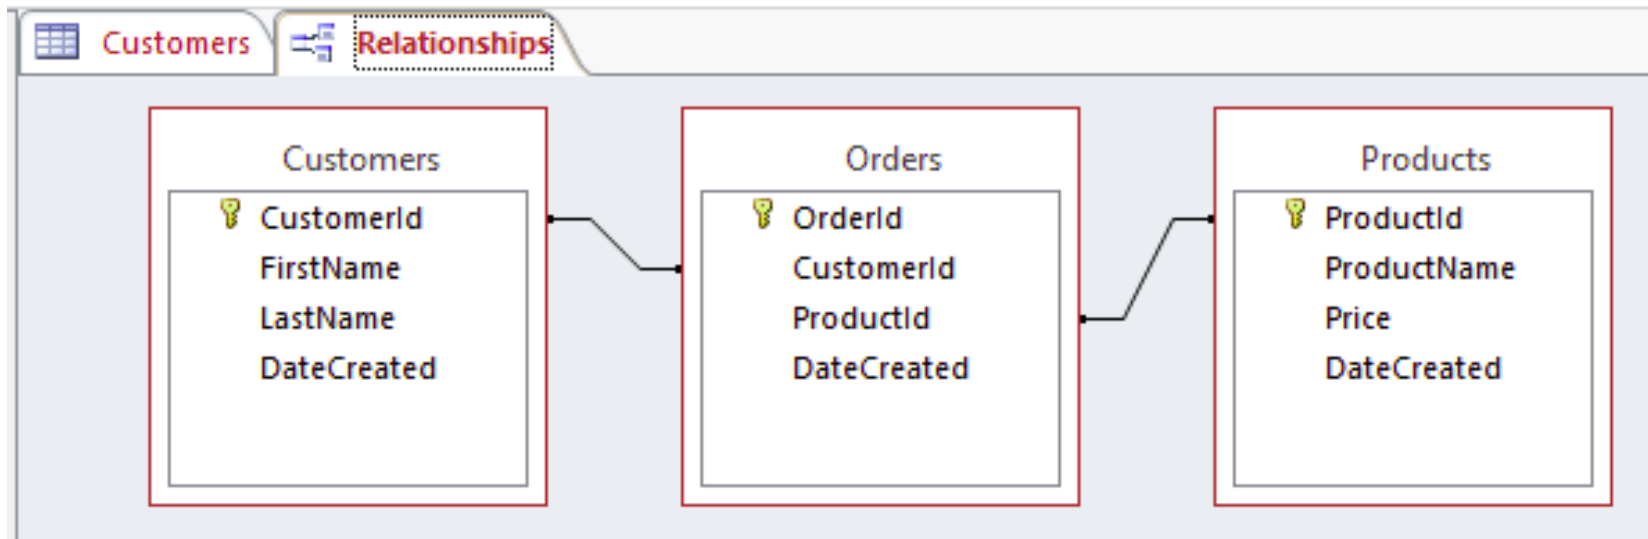 Customers
Relationships
Customers
CustomerId
FirstName
LastName
DateCreated
Orders
OrderId
CustomerId
ProductId
DateCreated
Products
ProductId
ProductName
Price
DateCreated